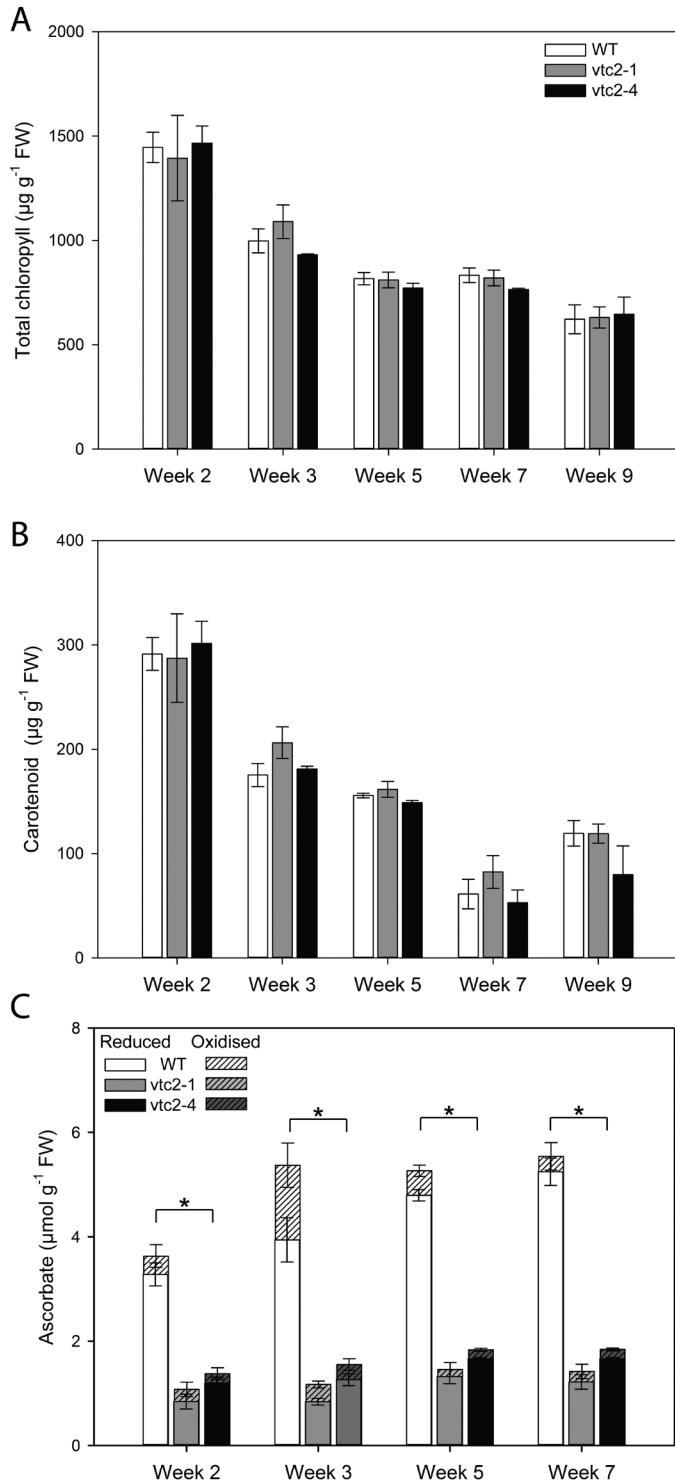 A
2000
1500
1000
500
0
Total chloropyll (µg g-1 FW)
WT
vtc2-1
vtc2-4
Week 2 Week 3 Week 5 Week 7 Week 9
B
400
300
200
100
0
Carotenoid (µg g-1 FW)
Week 2 Week 3 Week 5 Week 7 Week 9
C
8
6
4
2
0
Ascorbate (µmol g-1 FW)
Reduced Oxidised
WT
vtc2-1
vtc2-4
* * * *
Week 2 Week 3 Week 5 Week 7